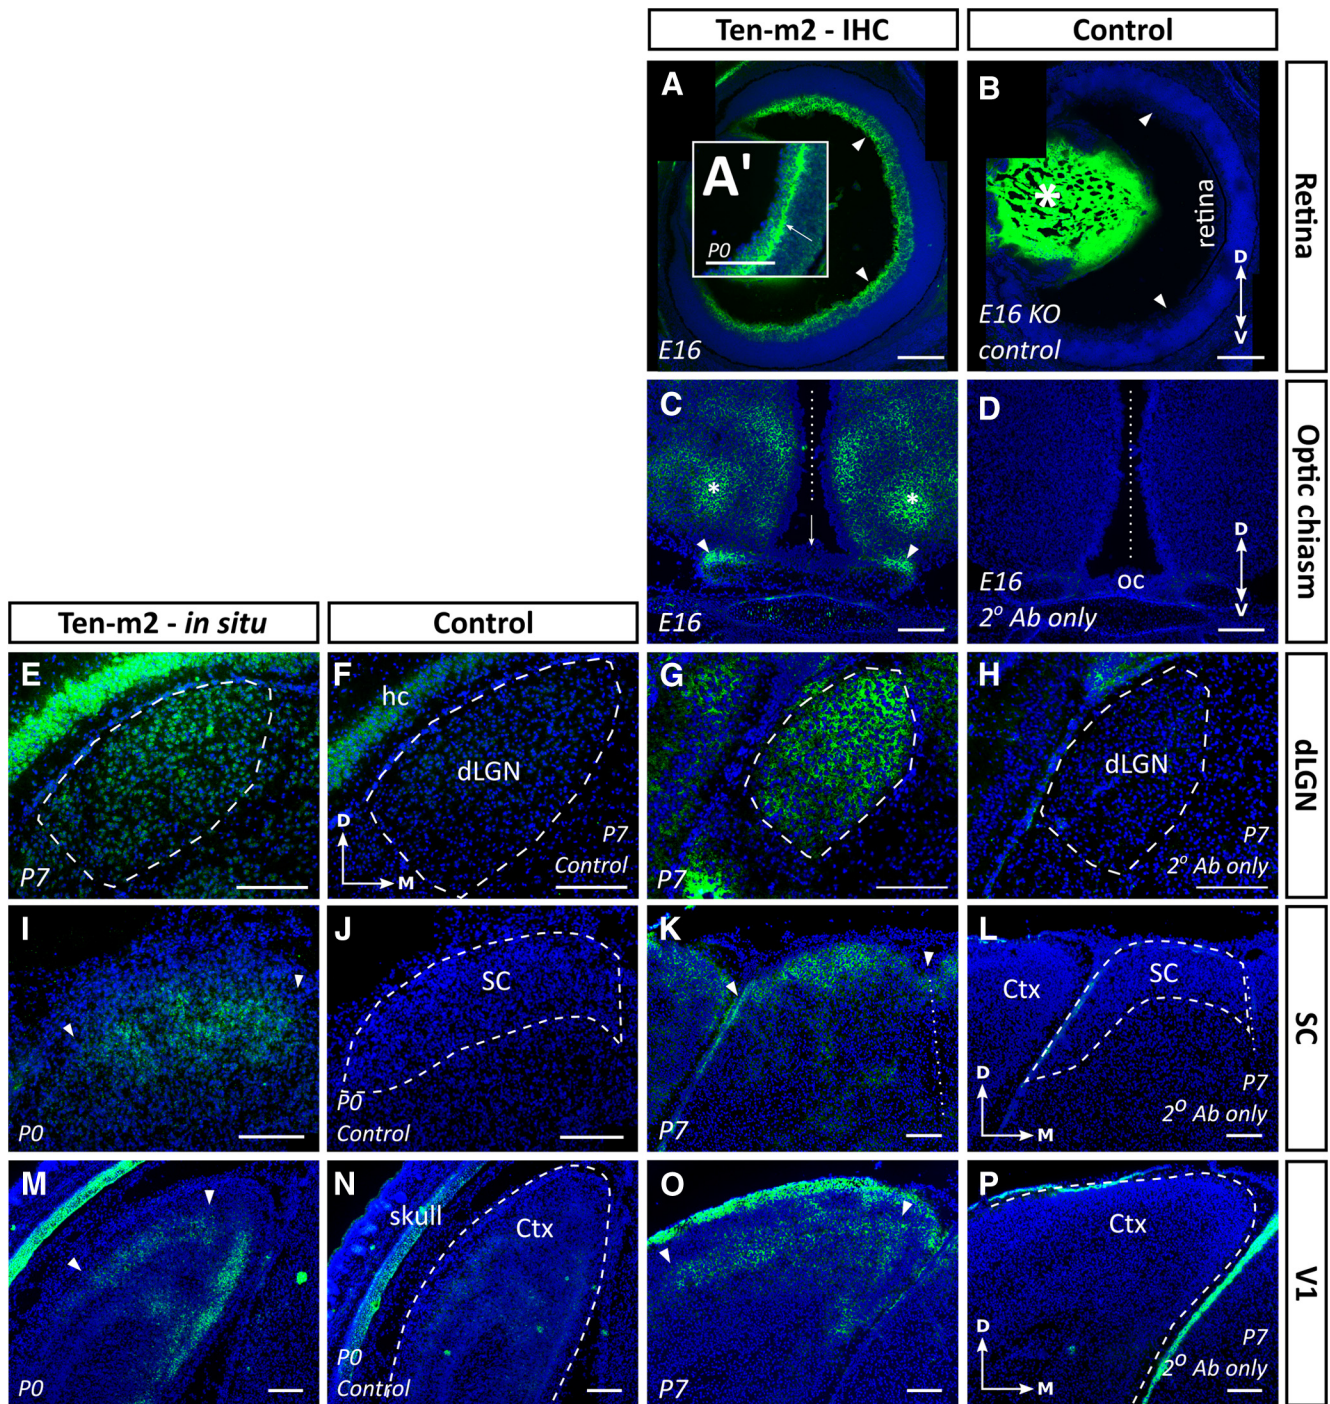 Ten-m2 - IHC
Control
A
A'
P0
E16
B
*
retina
D
V
E16 KO
control
Retina
C
*
*
E16
D
oc
D
V
E16
2° Ab only
Optic chiasm
Ten-m2 - in situ
Control
E
P7
F
hc
dLGN
D
M
P7
Control
G
P7
H
dLGN
P7
2° Ab only
dLGN
I
P0
J
SC
P0
Control
K
P7
L
Ctx
SC
D
M
P7
2° Ab only
SC
M
P0
N
skull
Ctx
P0
Control
O
P7
P
Ctx
D
M
P7
2° Ab only
V1